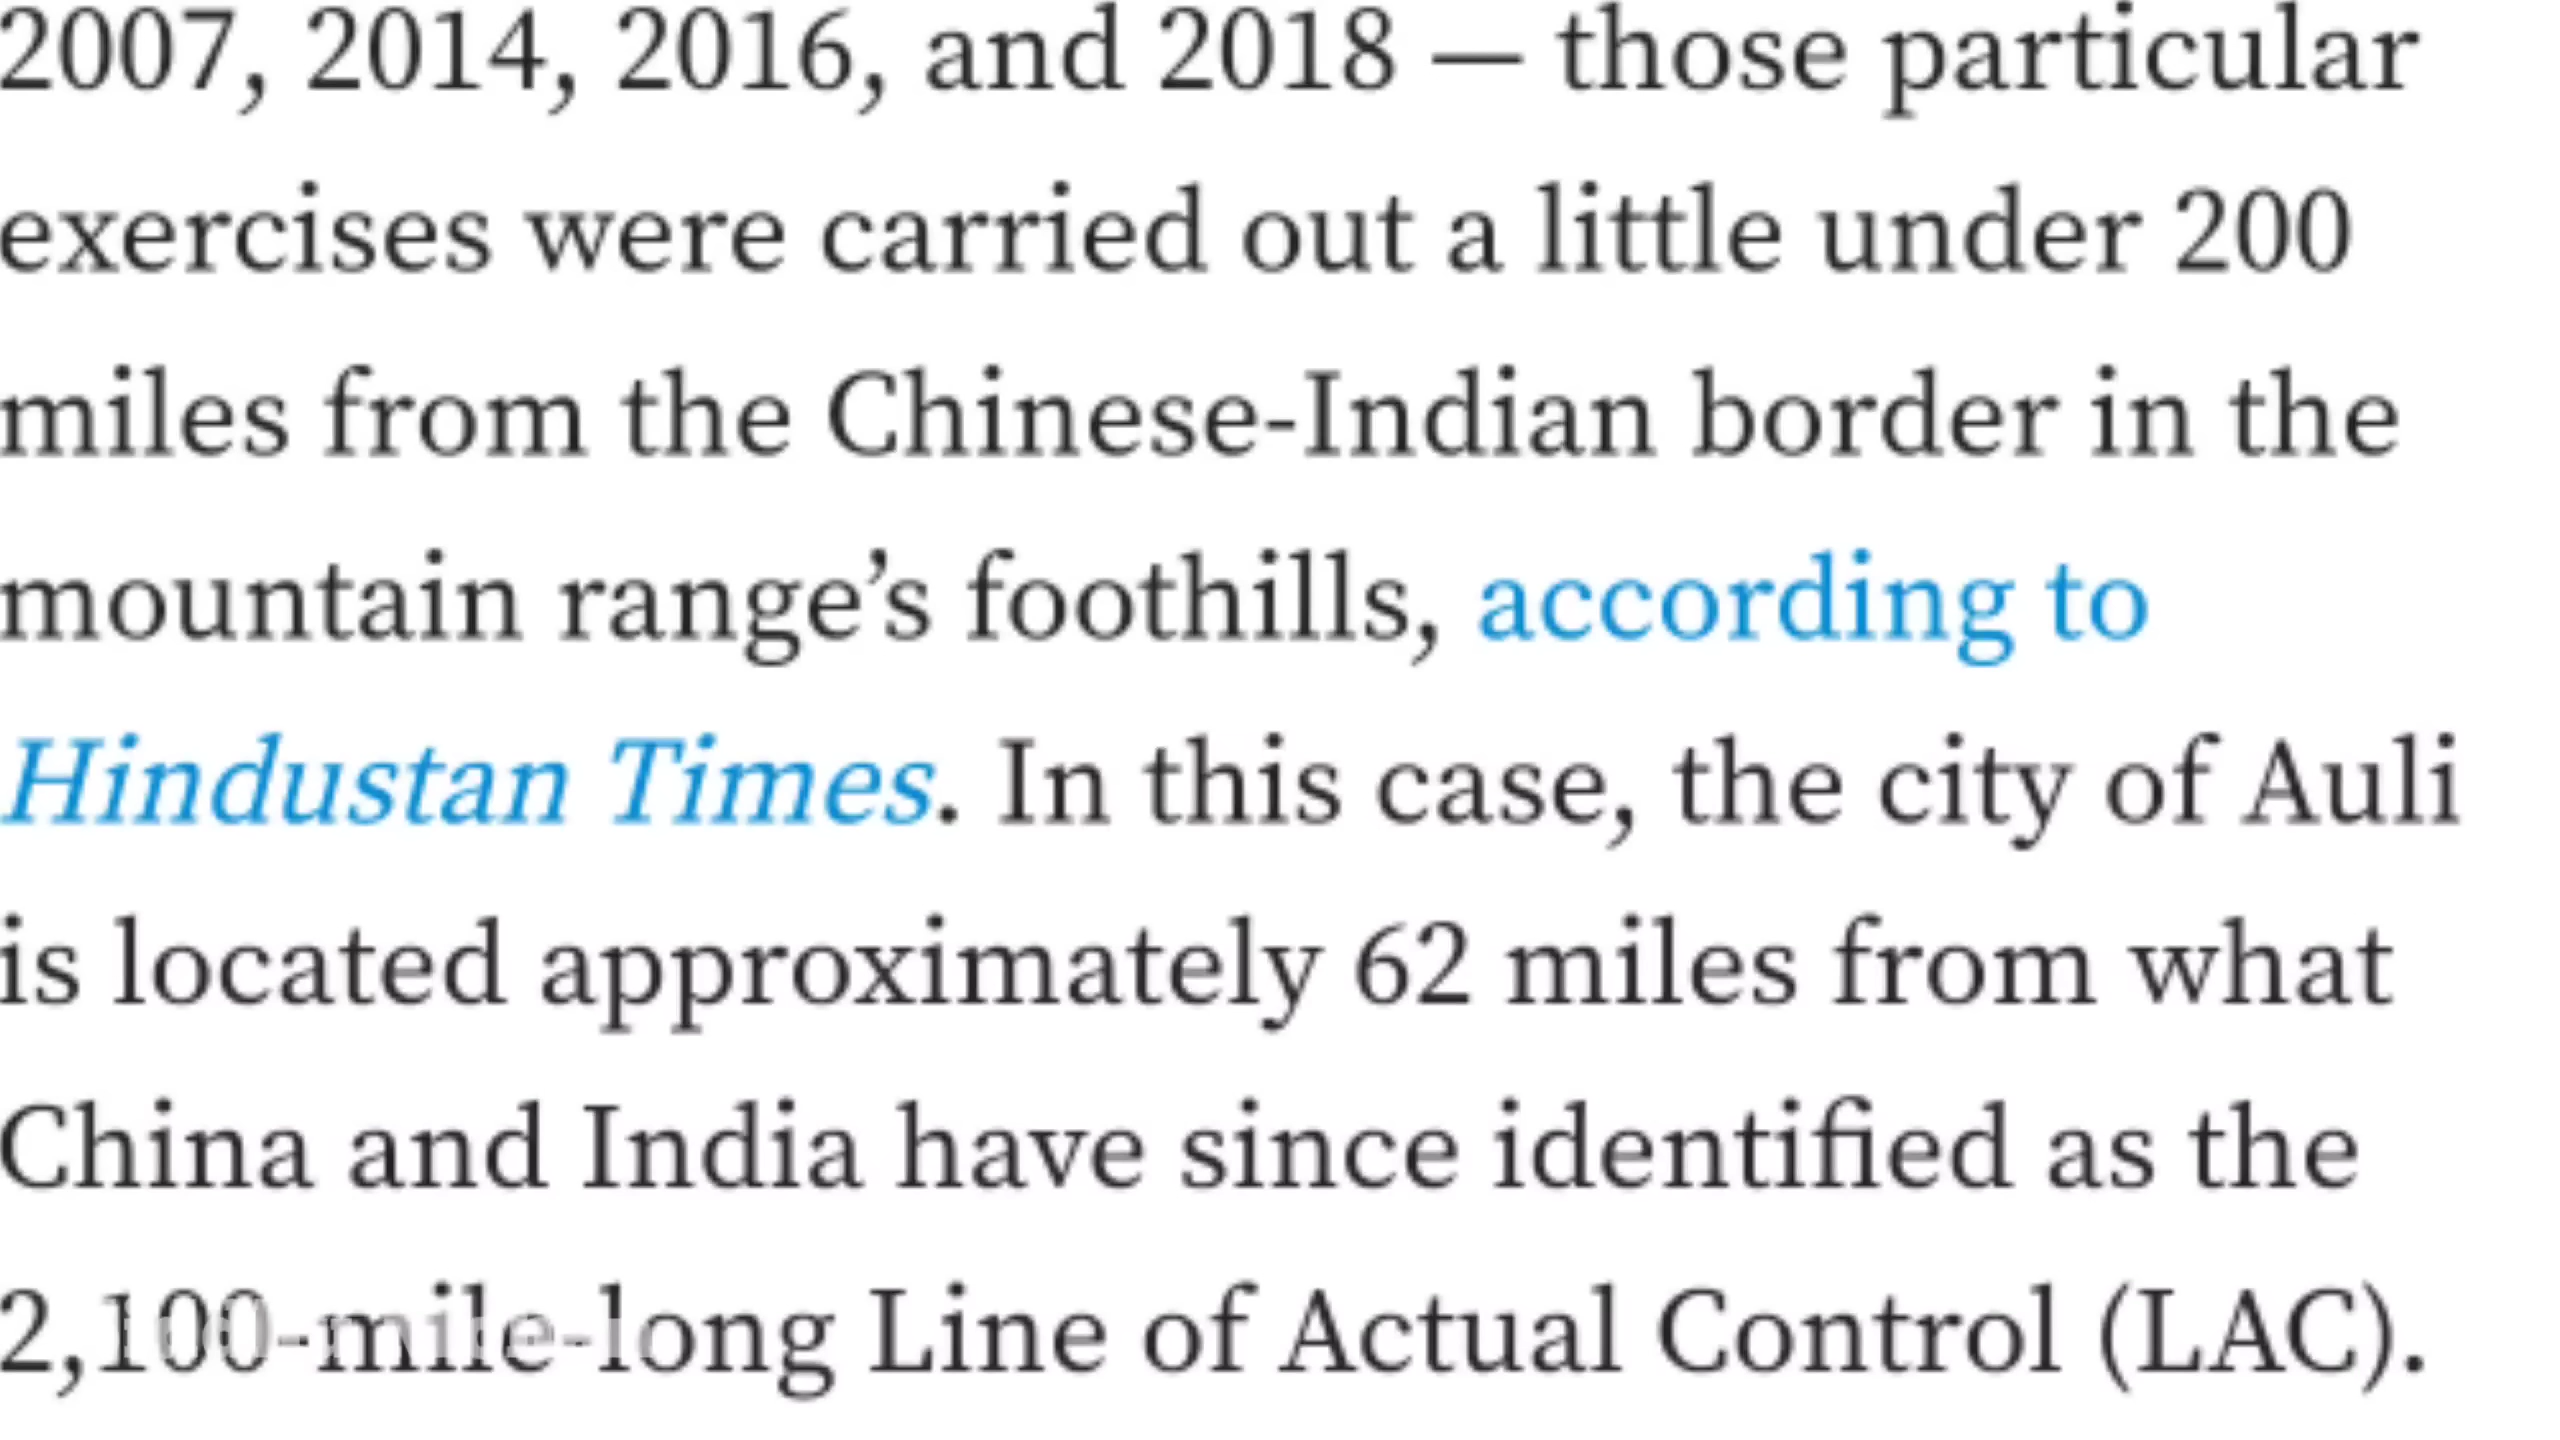 2007, 2014, 2016, and 2018 — those particular
exercises were carried out a little under 200
miles from the Chinese-Indian border in the
mountain range’s foothills, according to
Hindustan Times. In this case, the city of Auli
is located approximately 62 miles from what
China and India have since identified as the
2,100-mile-long Line of Actual Control (LAC).